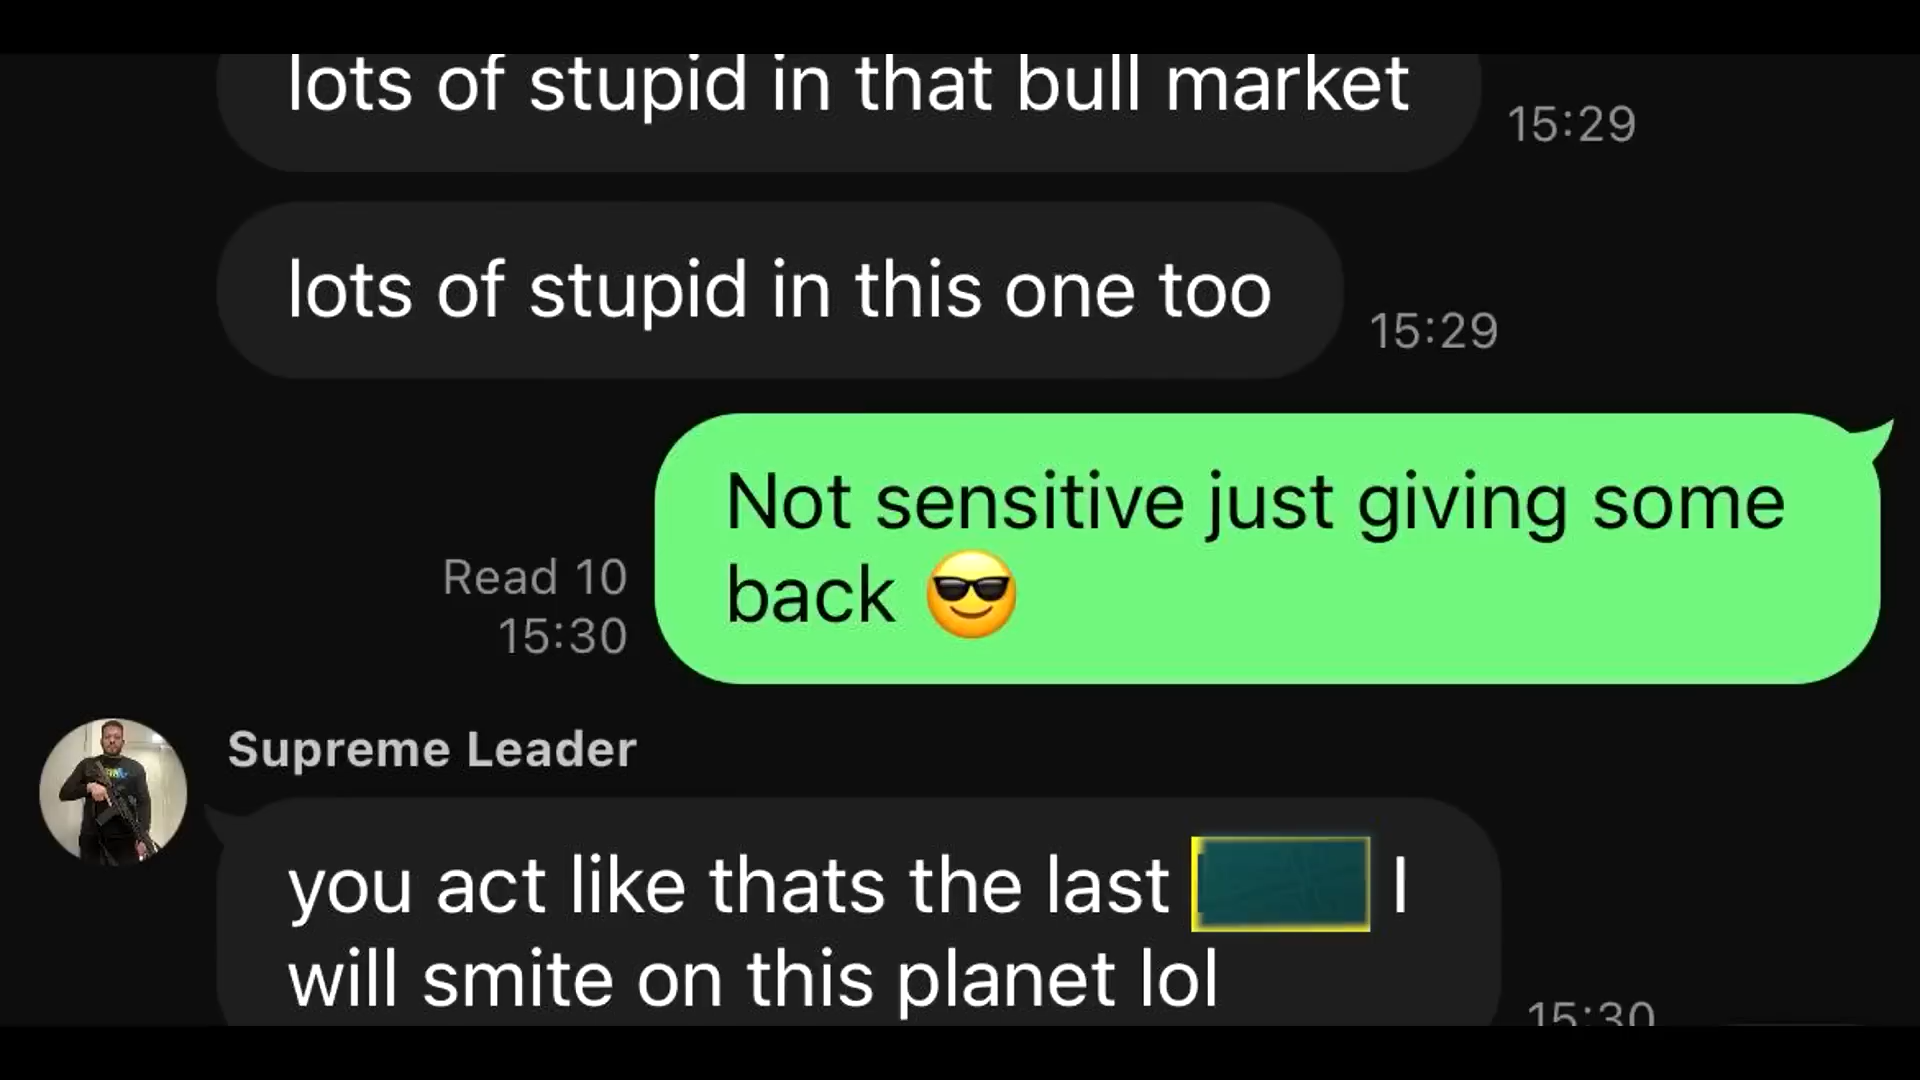 lots of stupid in that bull market
15:29
lots of stupid in this one too
15:29
Not sensitive just giving some
back 😎
Read 10
15:30
Supreme Leader
you act like thats the last I
will smite on this planet lol
15:30